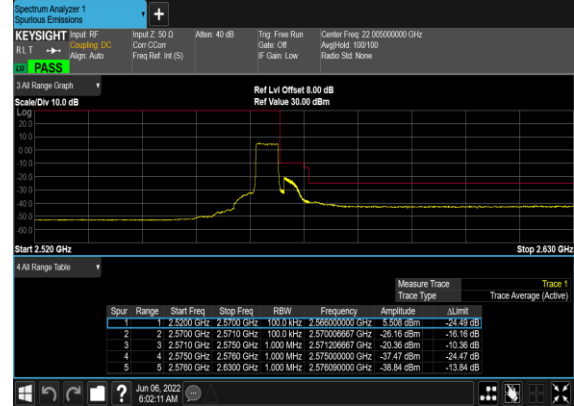 Spectrum Analyzer 1
Spurious Emissions
+
KEYSIGHT Input: RF Input Z: 50 Ω Atten: 40 dB Trig: Free Run Center Freq: 22.005000000 GHz
RLT Coupling: DC Corr CCorr Gate: Off Avg|Hold: 100/100
Align: Auto Freq Ref: Int (S) IF Gain: Low Radio Std: None
LW PASS
3 All Range Graph Ref Lvl Offset 8.00 dB
Scale/Div 10.0 dB Ref Value 30.00 dBm
Log
20.0
10.0
0.00
-10.0
-20.0
-30.0
-40.0
-50.0
-60.0
Start 2.520 GHz Stop 2.630 GHz
4 All Range Table
Measure Trace Trace 1
Trace Type Trace Average (Active)
Spur Range Start Freq Stop Freq RBW Frequency Amplitude ΔLimit
1 1 2.5200 GHz 2.5700 GHz 100.0 kHz 2.566000000 GHz 5.508 dBm -24.49 dB
2 2 2.5700 GHz 2.5710 GHz 100.0 kHz 2.570006667 GHz -26.16 dBm -16.16 dB
3 3 2.5710 GHz 2.5750 GHz 1.000 MHz 2.571206667 GHz -20.36 dBm -10.36 dB
4 4 2.5750 GHz 2.5760 GHz 1.000 MHz 2.575000000 GHz -37.47 dBm -24.47 dB
5 5 2.5760 GHz 2.6300 GHz 1.000 MHz 2.576090000 GHz -38.84 dBm -13.84 dB
? Jun 06, 2022
6:02:11 AM